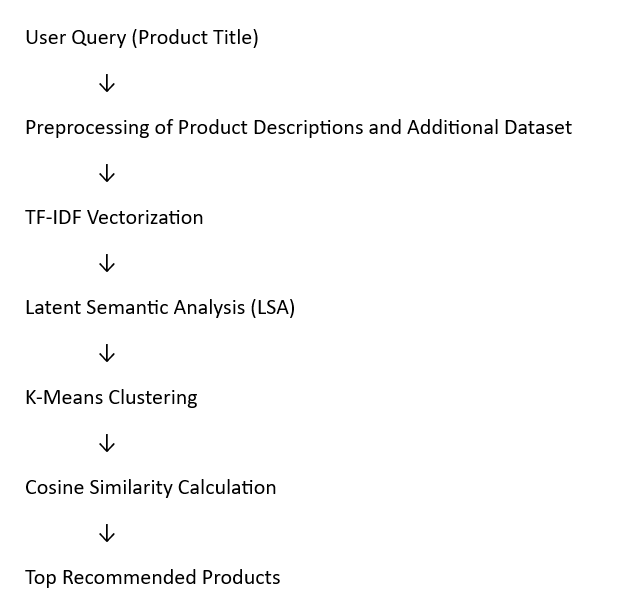 User Query (Product Title)
↓
Preprocessing of Product Descriptions and Additional Dataset
↓
TF-IDF Vectorization
↓
Latent Semantic Analysis (LSA)
↓
K-Means Clustering
↓
Cosine Similarity Calculation
↓
Top Recommended Products